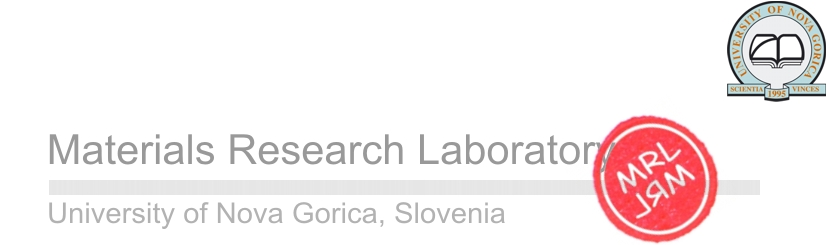 UNIVERSITY OF NOVA GORICA
SCIENTIA 1995 VINCES
Materials Research Laboratory
MRL
MRL
University of Nova Gorica, Slovenia